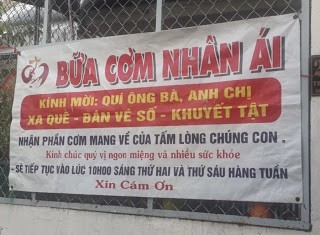 BỮA CƠM NHÂN ÁI
KÍNH MỜI: QUÍ ÔNG BÀ, ANH CHỊ
XA QUÊ - BÁN VÉ SỐ - KHUYẾT TẬT
NHẬN PHẦN CƠM MANG VỀ CỦA TẤM LÒNG CHÚNG CON .
Kính chúc quý vị ngon miệng và nhiều sức khỏe
- SẼ TIẾP TỤC VÀO LÚC 10H00 SÁNG THỨ HAI VÀ THỨ SÁU HÀNG TUẦN
Xin Cám Ơn